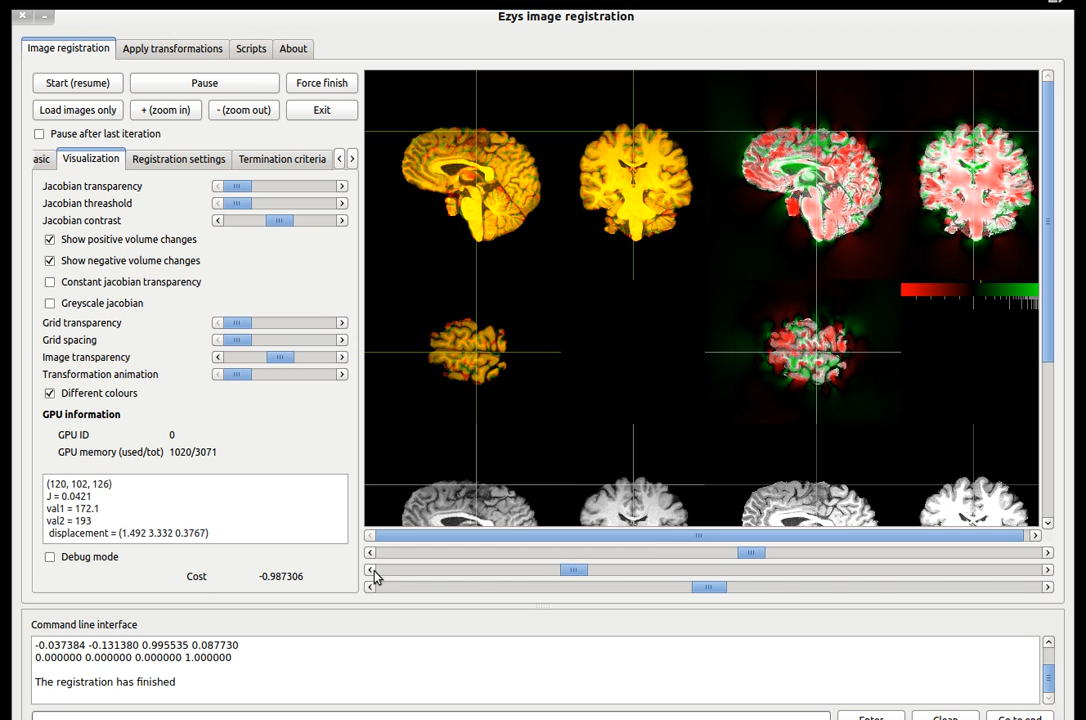 Ezys image registration
Image registration Apply transformations Scripts About
Start (resume) Pause Force finish
Load images only + (zoom in) - (zoom out) Exit
Pause after last iteration
asic Visualization Registration settings Termination criteria
Jacobian transparency
Jacobian threashold
Jacobian contrast
Show positive volume changes
Show negative volume changes
Constant jacobian transparency
Greyscale jacobian
Grid transparency
Grid spacing
Image transparency
Transformation animation
Different colours
GPU information
GPU ID 0
GPU memory (used/tot) 1020/3071
(120, 102, 126)
J = 0.0421
val1 = 172.1
val2 = 193
displacement = (1.492 3.332 0.3767)
Debug mode
Cost -0.987306
Command line interface
-0.037384 -0.131380 0.995535 0.087730
0.000000 0.000000 0.000000 1.000000
The registration has finished
Enter Clean Go to end